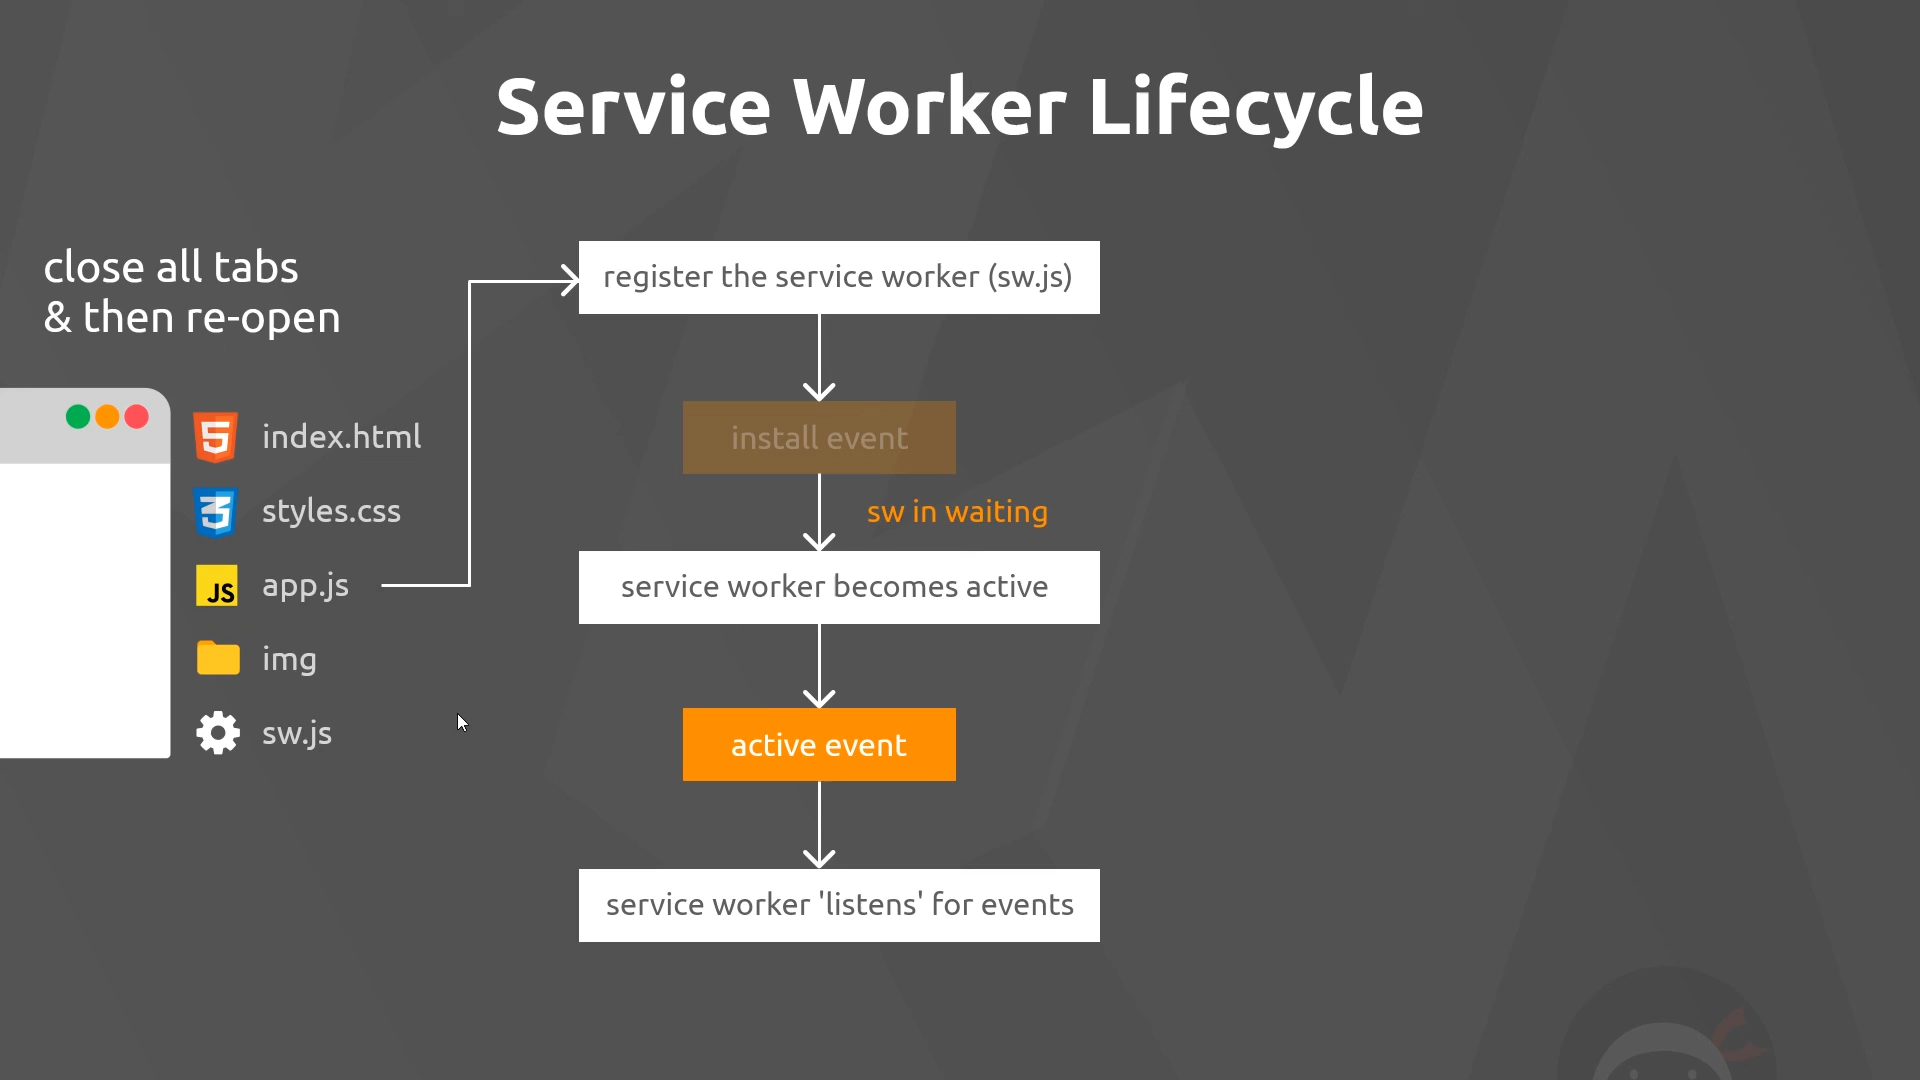 Service Worker Lifecycle
close all tabs
& then re-open
index.html
styles.css
app.js
JS
img
sw.js
register the service worker (sw.js)
install event
sw in waiting
service worker becomes active
active event
service worker 'listens' for events